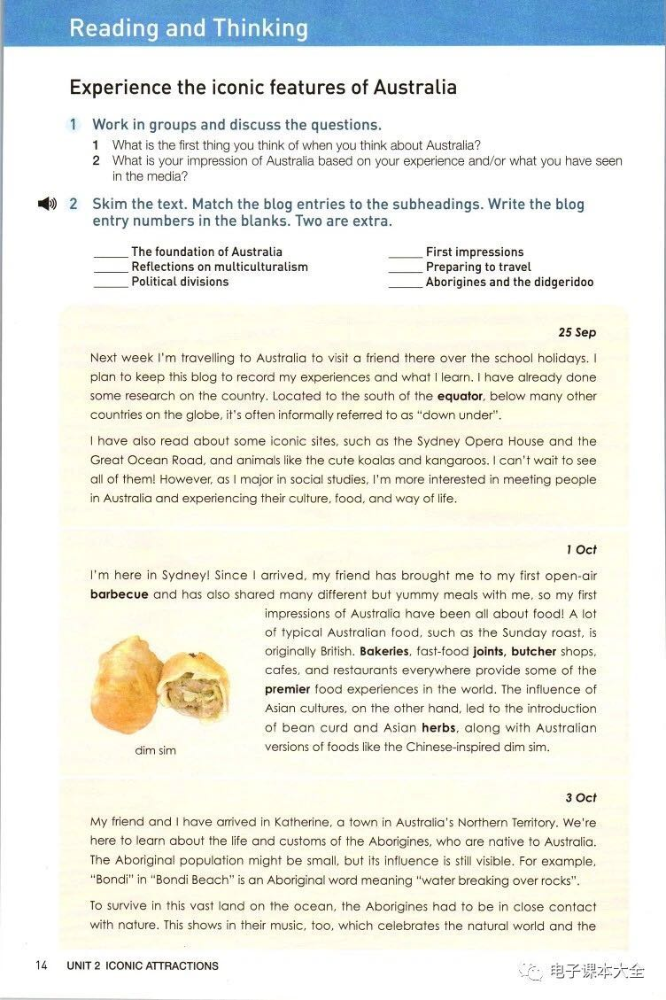 Reading and Thinking
Experience the iconic features of Australia
1 Work in groups and discuss the questions.
1 What is the first thing you think of when you think about Australia?
2 What is your impression of Australia based on your experience and/or what you have seen
in the media?
2 Skim the text. Match the blog entries to the subheadings. Write the blog
entry numbers in the blanks. Two are extra.
_____ The foundation of Australia
_____ Reflections on multiculturalism
_____ Political divisions
_____ First impressions
_____ Preparing to travel
_____ Aborigines and the didgeridoo
25 Sep
Next week I'm travelling to Australia to visit a friend there over the school holidays. I
plan to keep this blog to record my experiences and what I learn. I have already done
some research on the country. Located to the south of the equator, below many other
countries on the globe, it's often informally referred to as "down under".
I have also read about some iconic sites, such as the Sydney Opera House and the
Great Ocean Road, and animals like the cute koalas and kangaroos. I can't wait to see
all of them! However, as I major in social studies, I'm more interested in meeting people
in Australia and experiencing their culture, food, and way of life.
1 Oct
I'm here in Sydney! Since I arrived, my friend has brought me to my first open-air
barbecue and has also shared many different but yummy meals with me, so my first
impressions of Australia have been all about food! A lot
of typical Australian food, such as the Sunday roast, is
originally British. Bakeries, fast-food joints, butcher shops,
cafes, and restaurants everywhere provide some of the
premier food experiences in the world. The influence of
Asian cultures, on the other hand, led to the introduction
of bean curd and Asian herbs, along with Australian
versions of foods like the Chinese-inspired dim sim.
dim sim
3 Oct
My friend and I have arrived in Katherine, a town in Australia's Northern Territory. We're
here to learn about the life and customs of the Aborigines, who are native to Australia.
The Aboriginal population might be small, but its influence is still visible. For example,
"Bondi" in "Bondi Beach" is an Aboriginal word meaning "water breaking over rocks".
To survive in this vast land on the ocean, the Aborigines had to be in close contact
with nature. This shows in their music, too, which celebrates the natural world and the
14 UNIT 2 ICONIC ATTRACTIONS
电子课本大全